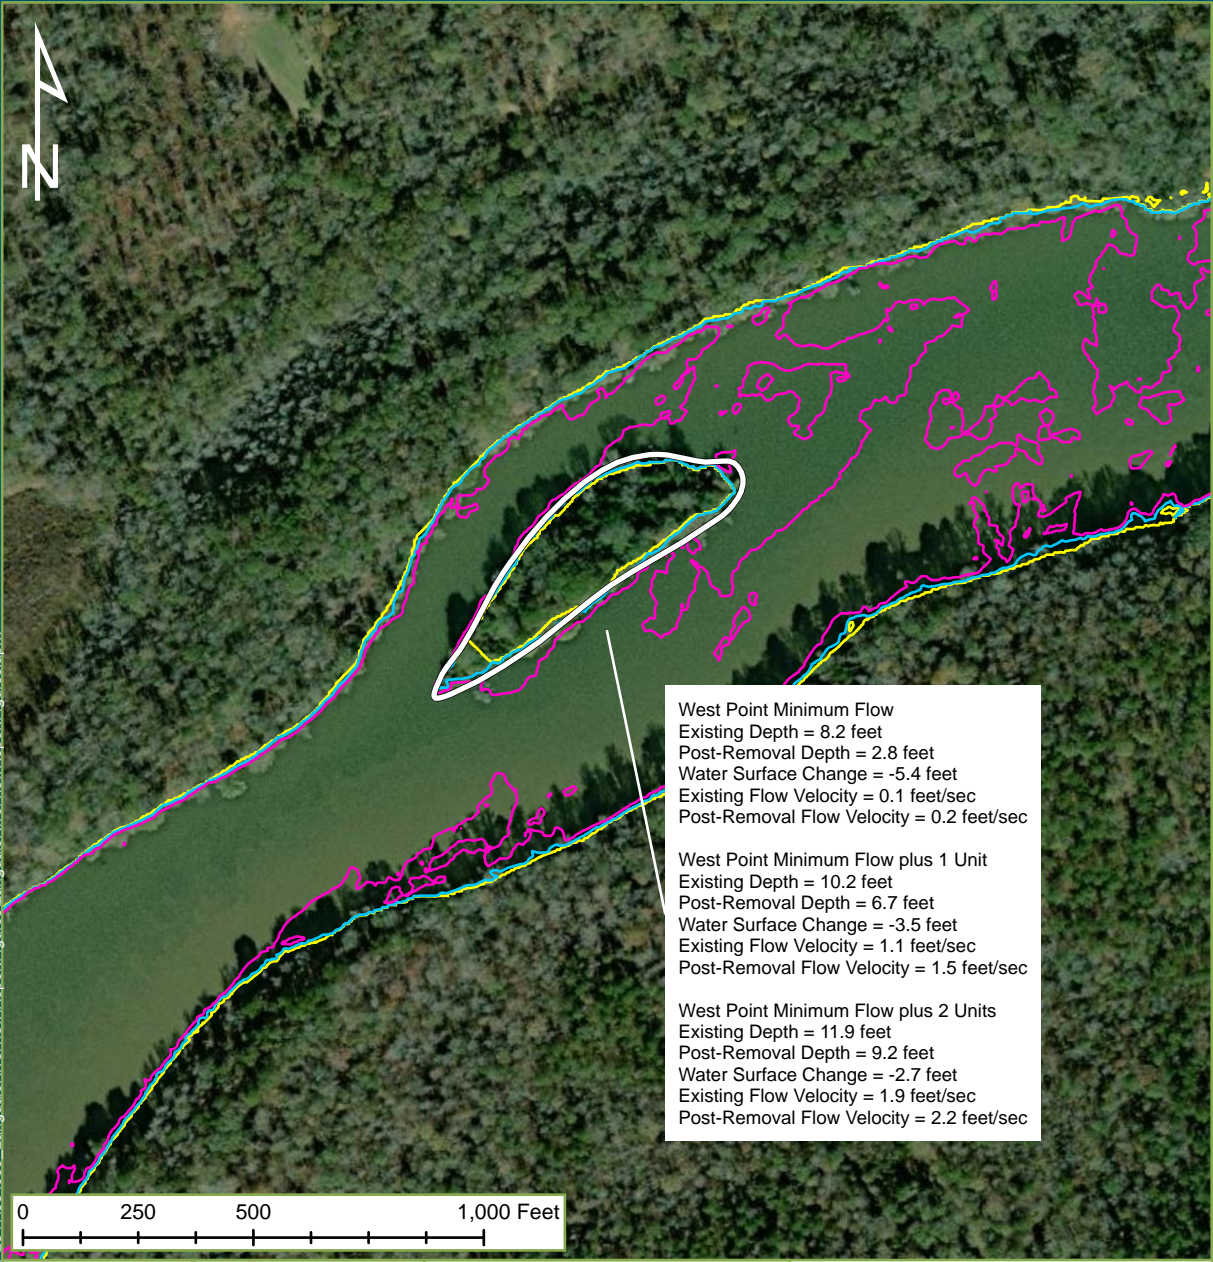 N
West Point Minimum Flow
Existing Depth = 8.2 feet
Post-Removal Depth = 2.8 feet
Water Surface Change = -5.4 feet
Existing Flow Velocity = 0.1 feet/sec
Post-Removal Flow Velocity = 0.2 feet/sec
West Point Minimum Flow plus 1 Unit
Existing Depth = 10.2 feet
Post-Removal Depth = 6.7 feet
Water Surface Change = -3.5 feet
Existing Flow Velocity = 1.1 feet/sec
Post-Removal Flow Velocity = 1.5 feet/sec
West Point Minimum Flow plus 2 Units
Existing Depth = 11.9 feet
Post-Removal Depth = 9.2 feet
Water Surface Change = -2.7 feet
Existing Flow Velocity = 1.9 feet/sec
Post-Removal Flow Velocity = 2.2 feet/sec
0 250 500 1,000 Feet